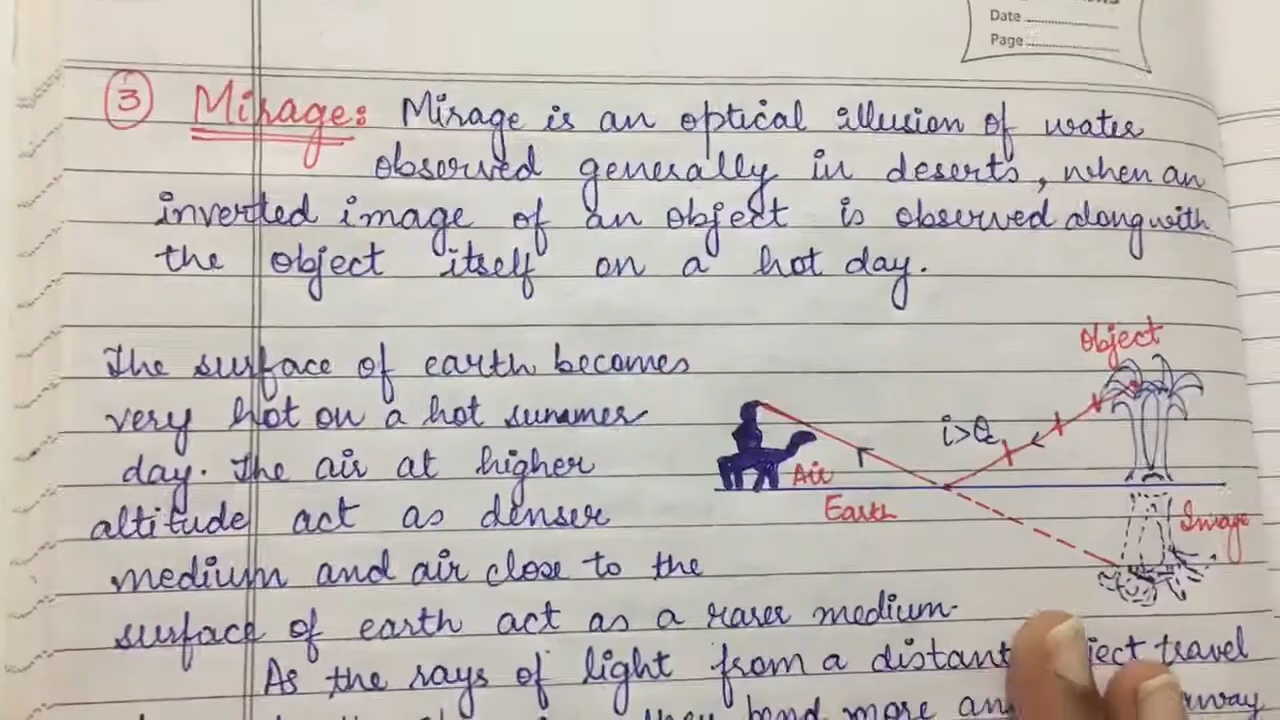 Date
Page
3 Mirage: Mirage is an optical illusion of water
observed generally in deserts, when an
inverted image of an object is observed along with
the object itself on a hot day.
The surface of earth becomes
very hot on a hot summer
day. The air at higher
altitude act as denser
medium and air close to the
surface of earth act as a rarer medium.
Object
i>θc
Air
Earth
Image
As the rays of light from a distant travel
they bend more